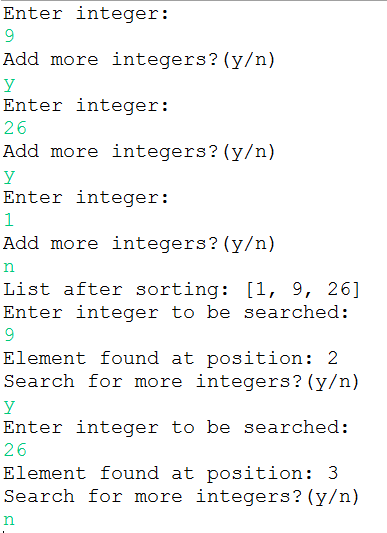 Enter integer:
9
Add more integers?(y/n)
y
Enter integer:
26
Add more integers?(y/n)
y
Enter integer:
1
Add more integers?(y/n)
n
List after sorting: [1, 9, 26]
Enter integer to be searched:
9
Element found at position: 2
Search for more integers?(y/n)
y
Enter integer to be searched:
26
Element found at position: 3
Search for more integers?(y/n)
n